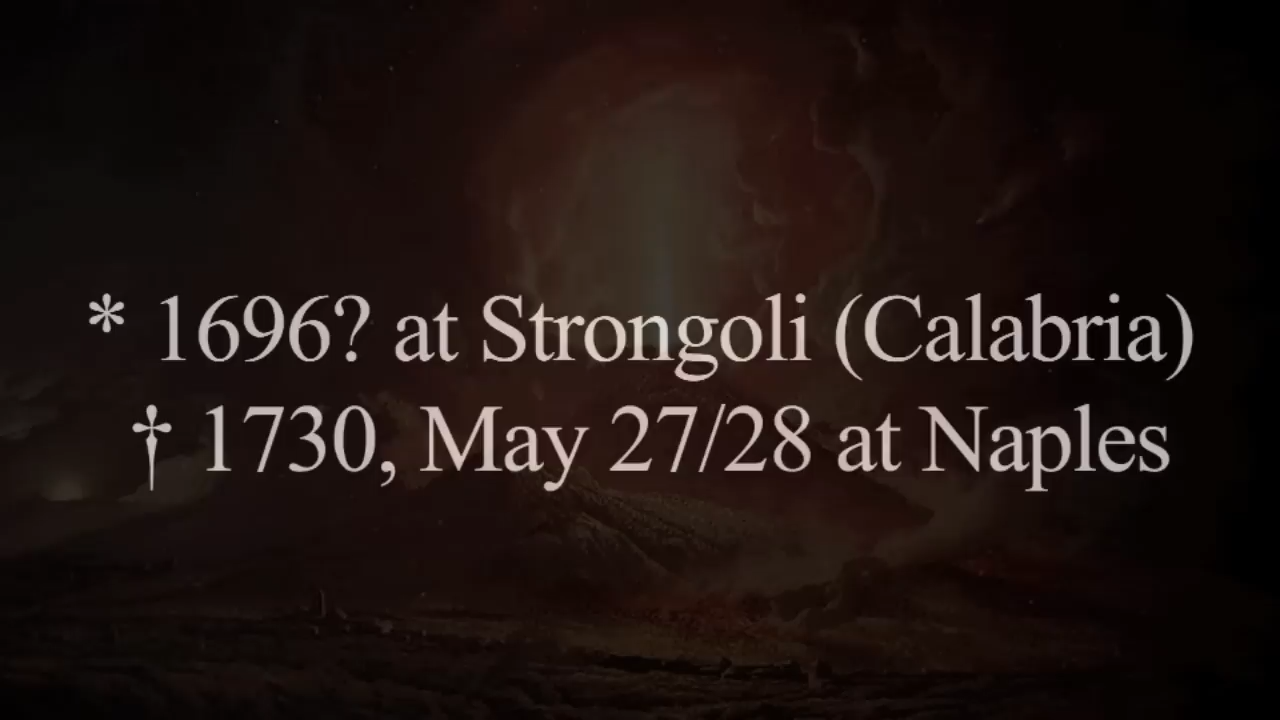 * 1696? at Strongoli (Calabria)
† 1730, May 27/28 at Naples